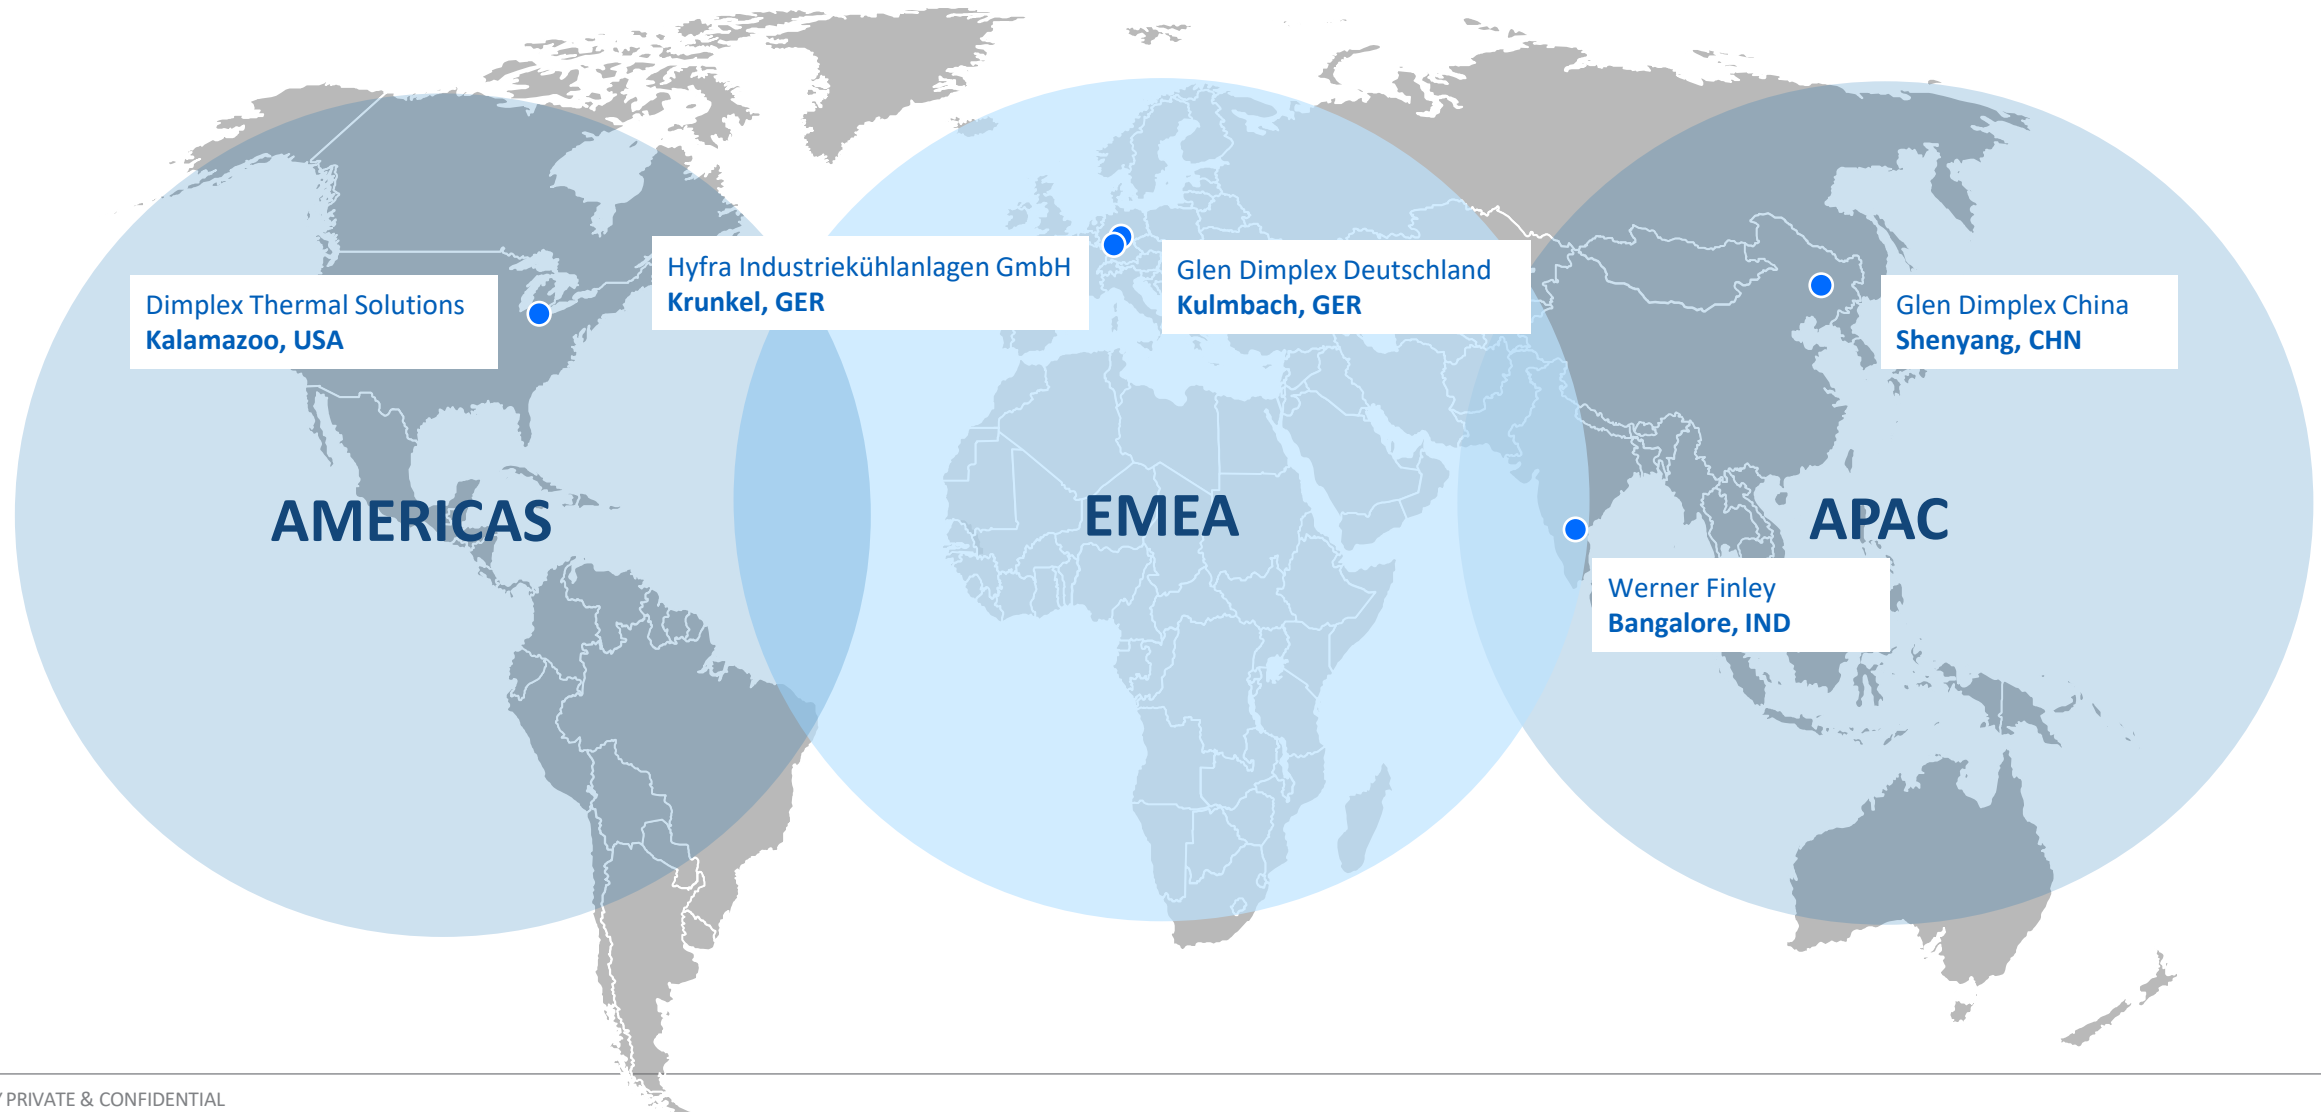 Hyfra Industriekühlanlagen GmbH
Krunkel, GER
Glen Dimplex Deutschland
Kulmbach, GER
Dimplex Thermal Solutions
Kalamazoo, USA
Glen Dimplex China
Shenyang, CHN
AMERICAS
EMEA
APAC
Werner Finley
Bangalore, IND
PRIVATE & CONFIDENTIAL